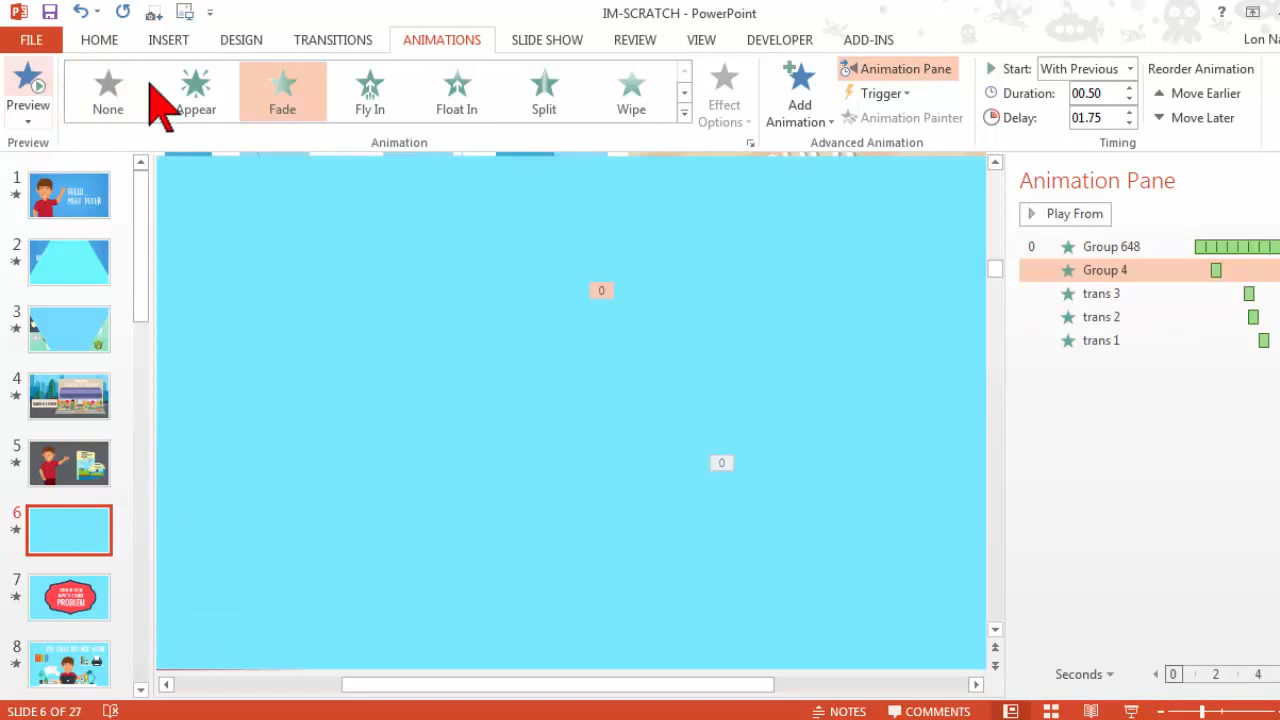 IM-SCRATCH - PowerPoint
?
FILE HOME INSERT DESIGN TRANSITIONS ANIMATIONS SLIDE SHOW REVIEW VIEW DEVELOPER ADD-INS Lon
Preview
None
Appear
Fade
Fly In
Float In
Split
Wipe
Effect
Options
Add
Animation
Animation Pane
Trigger
Animation Painter
Start: With Previous
Duration: 00.50
Delay: 01.75
Reorder Animation
Move Earlier
Move Later
Preview
Animation
Advanced Animation
Timing
1
HELLO...
MEET PETER
2
3
4
5
6
7
PROBLEM
8
0
0
Animation Pane
Play From
0 Group 648
Group 4
trans 3
trans 2
trans 1
Seconds 0 2 4
SLIDE 6 OF 27
NOTES COMMENTS